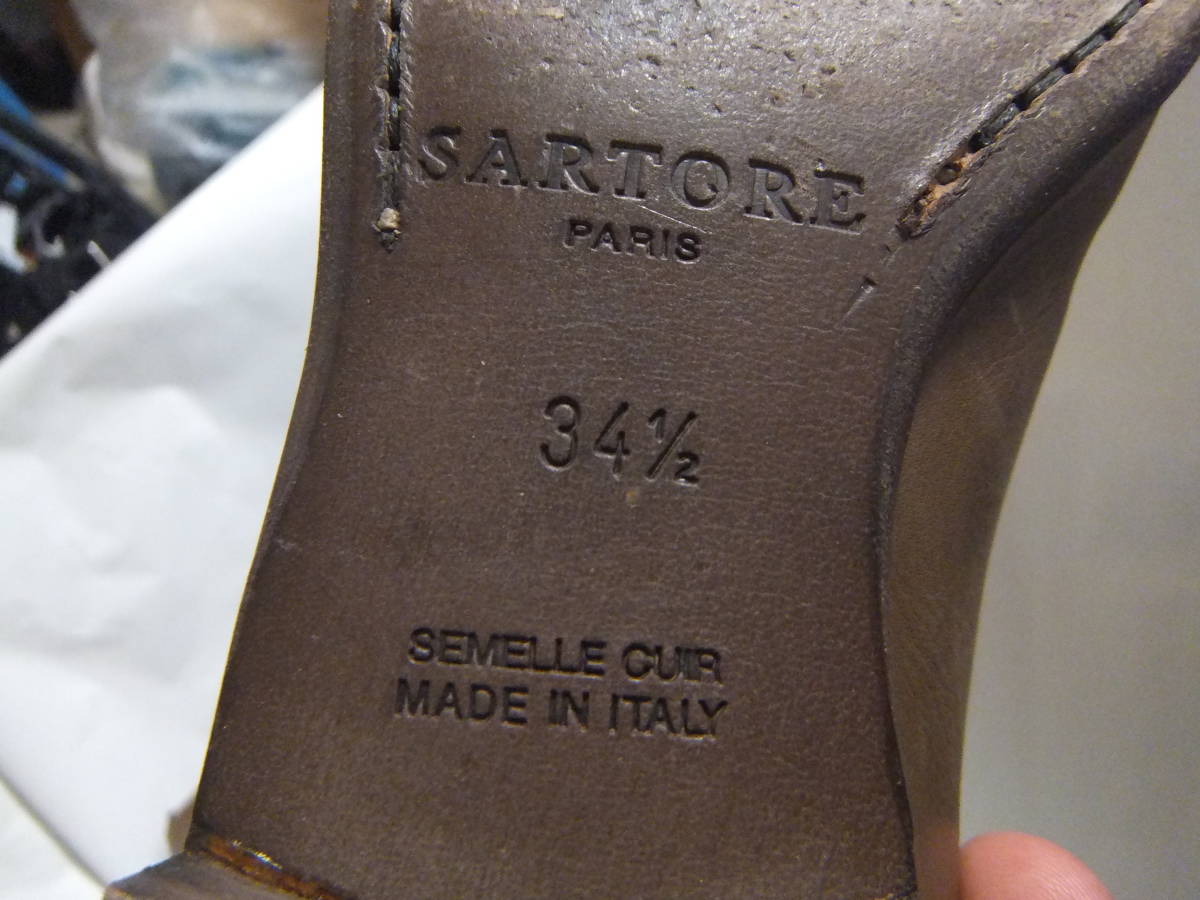 SARTORE
PARIS
34½
SEMELLE CUIR
MADE IN ITALY